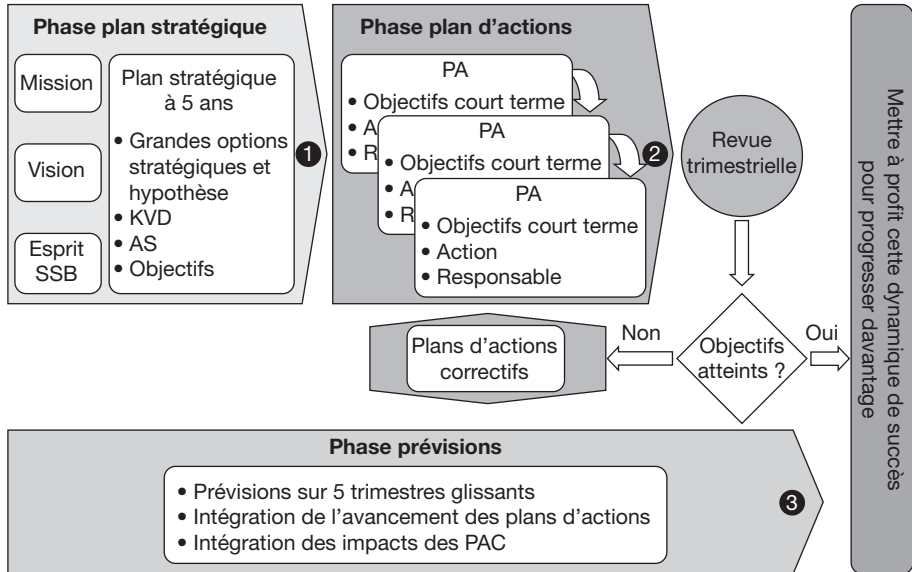 Phase plan stratégique
Mission
Vision
Esprit
SSB
Plan stratégique
à 5 ans
• Grandes options
stratégiques et
hypothèse
• KVD
• AS
• Objectifs
1
Phase plan d'actions
PA
• Objectifs court terme
• A
• R
PA
• Objectifs court terme
• A
• R
PA
• Objectifs court terme
• Action
• Responsable
2
Revue
trimestrielle
Objectifs
atteints ?
Non
Oui
Plans d'actions
correctifs
Mettre à profit cette dynamique de succès
pour progresser davantage
Phase prévisions
• Prévisions sur 5 trimestres glissants
• Intégration de l'avancement des plans d'actions
• Intégration des impacts des PAC
3